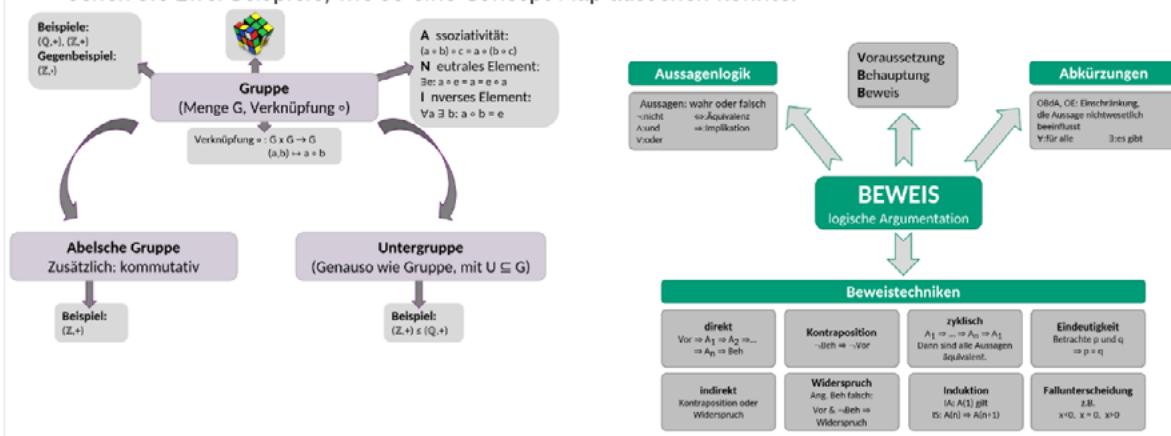 Beispiele:
(ℚ,+), (ℤ,+)
Gegenbeispiel:
(ℤ,·)
Gruppe
(Menge G, Verknüpfung ∘)
A ssoziativität:
(a ∘ b) ∘ c = a ∘ (b ∘ c)
N eutrales Element:
∃e: a ∘ e = a = e ∘ a
I nverses Element:
∀a ∃ b: a ∘ b = e
Verknüpfung ∘ : G x G → G
(a,b) ↦ a ∘ b
Abelsche Gruppe
Zusätzlich: kommutativ
Untergruppe
(Genauso wie Gruppe, mit U ⊆ G)
Beispiel:
(ℤ,+)
Beispiel:
(ℤ,+) ≤ (ℚ,+)
Aussagenlogik
Aussagen: wahr oder falsch
¬:nicht ⇔:Äquivalenz
∧:und ⇒:Implikation
∨:oder
Voraussetzung
Behauptung
Beweis
Abkürzungen
OBdA, OE: Einschränkung,
die Aussage nichtwesetlich
beeinflusst
∀:für alle ∃:es gibt
BEWEIS
logische Argumentation
Beweistechniken
direkt
Vor ⇒ A₁ ⇒ A₂ ⇒...
⇒ Aₙ ⇒ Beh
Kontraposition
¬Beh ⇒ ¬Vor
zyklisch
A₁ ⇒ ... ⇒ Aₙ ⇒ A₁
Dann sind alle Aussagen
äquivalent.
Eindeutigkeit
Betrachte p und q
⇒ p = q
indirekt
Kontraposition oder
Widerspruch
Widerspruch
Ang. Beh falsch:
Vor & ¬Beh ⇒
Widerspruch
Induktion
IA: A(1) gilt
IS: A(n) ⇒ A(n+1)
Fallunterscheidung
z.B.
x<0, x = 0, x>0